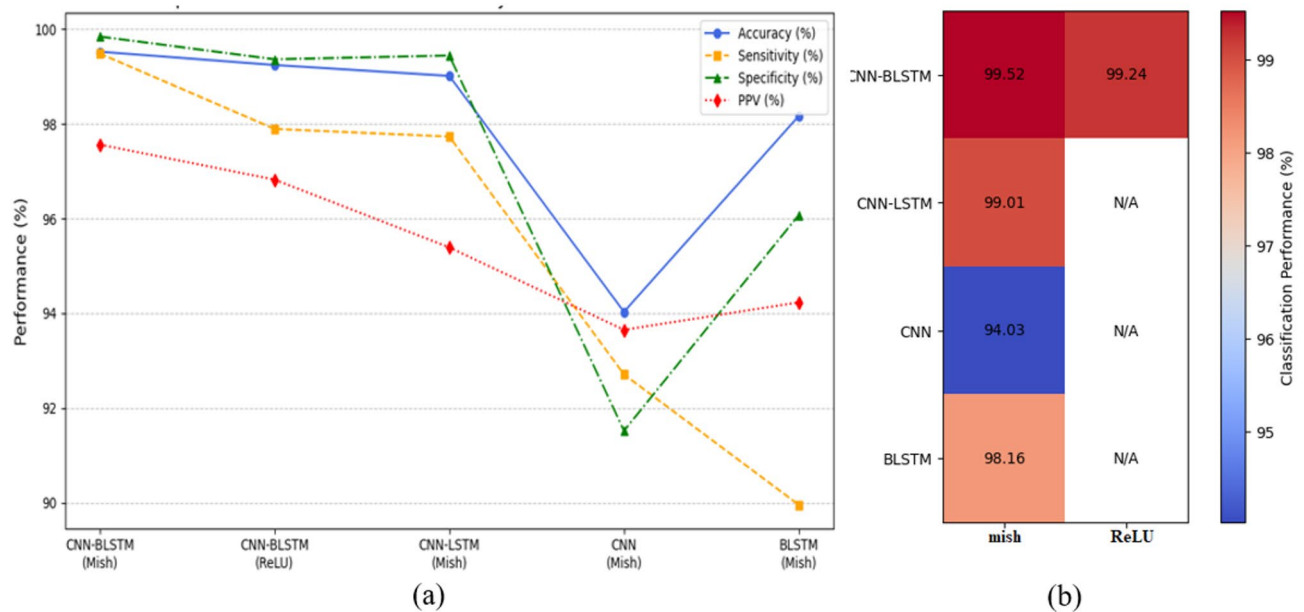 100
98
96
94
92
90
Performance (%)
Accuracy (%)
Sensitivity (%)
Specificity (%)
PPV (%)
CNN-BLSTM
(Mish)
CNN-BLSTM
(ReLU)
CNN-LSTM
(Mish)
CNN
(Mish)
BLSTM
(Mish)
(a)
CNN-BLSTM
CNN-LSTM
CNN
BLSTM
99.52 99.24
99.01 N/A
94.03 N/A
98.16 N/A
mish ReLU
99
98
97
96
95
Classification Performance (%)
(b)